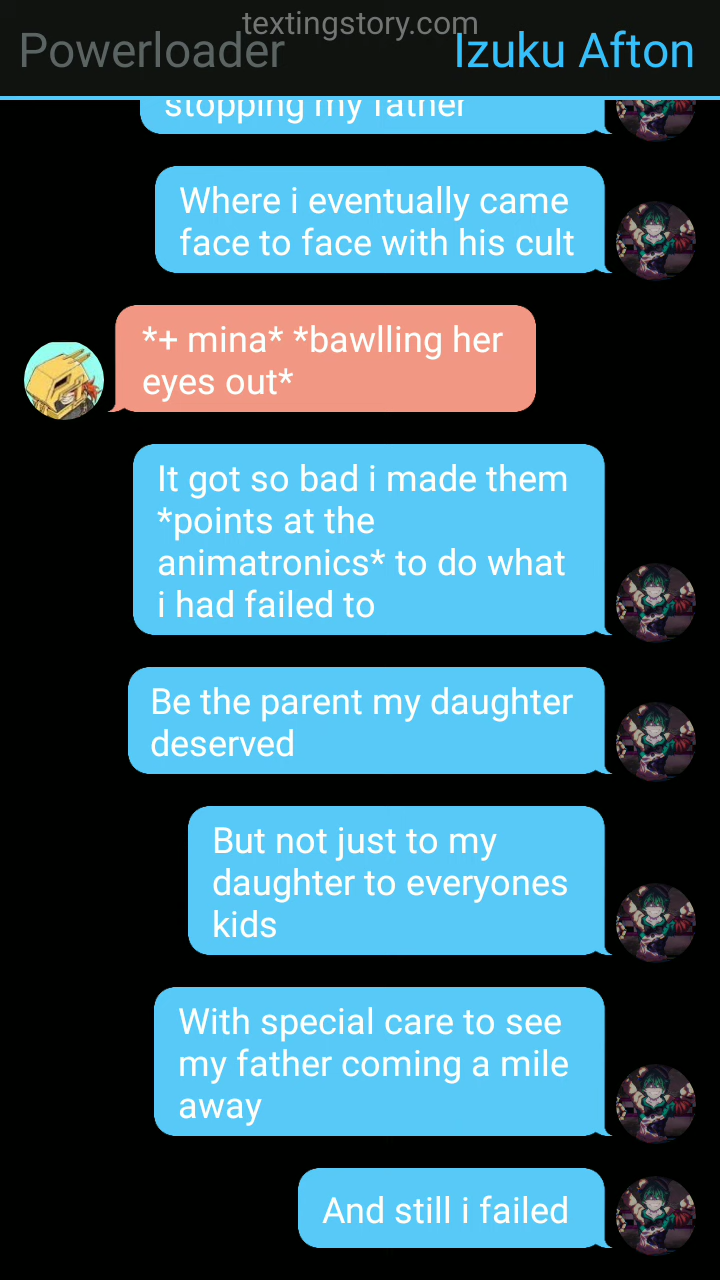 textingstory.com
Powerloader Izuku Afton
stopping my father
Where i eventually came
face to face with his cult
*+ mina* *bawlling her
eyes out*
It got so bad i made them
*points at the
animatronics* to do what
i had failed to
Be the parent my daughter
deserved
But not just to my
daughter to everyones
kids
With special care to see
my father coming a mile
away
And still i failed